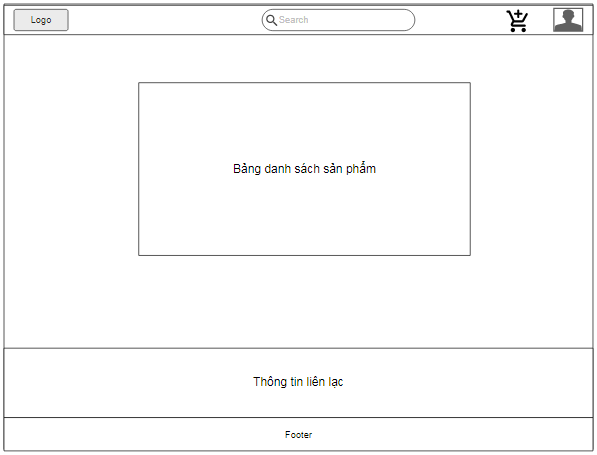 Logo
Search
Bảng danh sách sản phẩm
Thông tin liên lạc
Footer